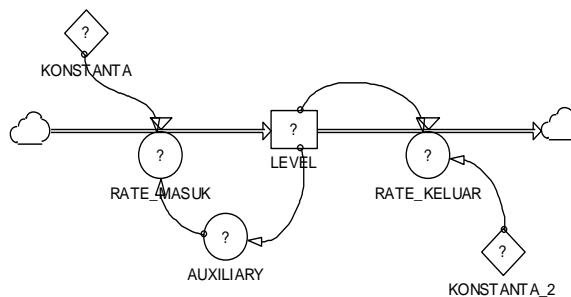 ?
KONSTANTA
?
LEVEL
?
RATE_MASUK
?
RATE_KELUAR
?
AUXILIARY
?
KONSTANTA_2